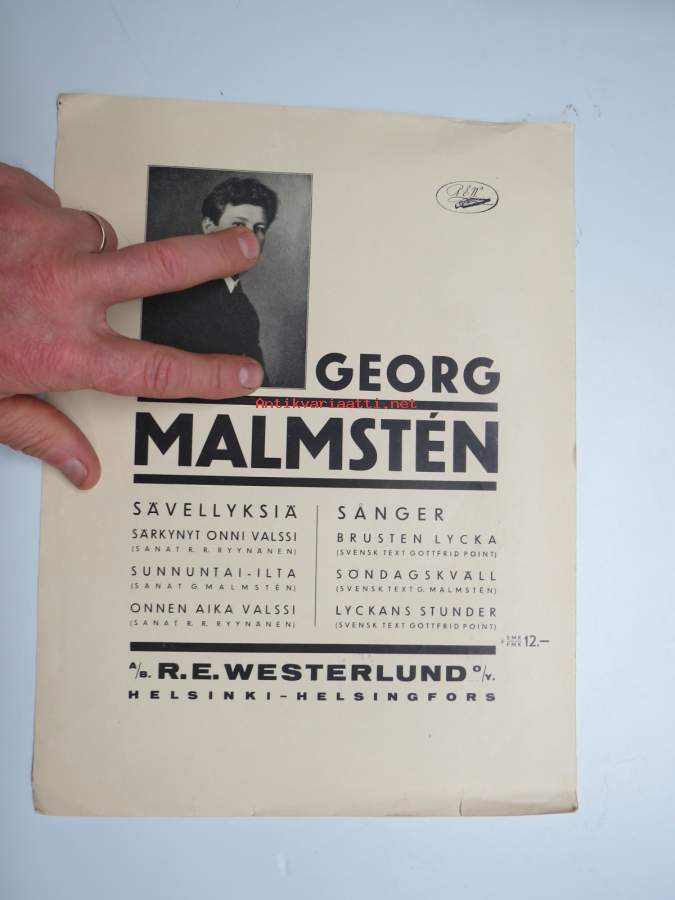 R.E.W.
GEORG
Antikvariaatti.net
MALMSTÉN
SÄVELLYKSIÄ
SÄRKYNYT ONNI VALSSI
(SANAT R. R. RYYNÄNEN)
SUNNUNTAI-ILTA
(SANAT G. MALMSTÉN)
ONNEN AIKA VALSSI
(SANAT R. R. RYYNÄNEN)
SÅNGER
BRUSTEN LYCKA
(SVENSK TEXT GOTTFRID POINT)
SÖNDAGSKVÄLL
(SVENSK TEXT G. MALMSTÉN)
LYCKANS STUNDER
(SVENSK TEXT GOTTFRID POINT)
à SMK FMK 12.—
A/B. R.E.WESTERLUND O/Y.
HELSINKI–HELSINGFORS